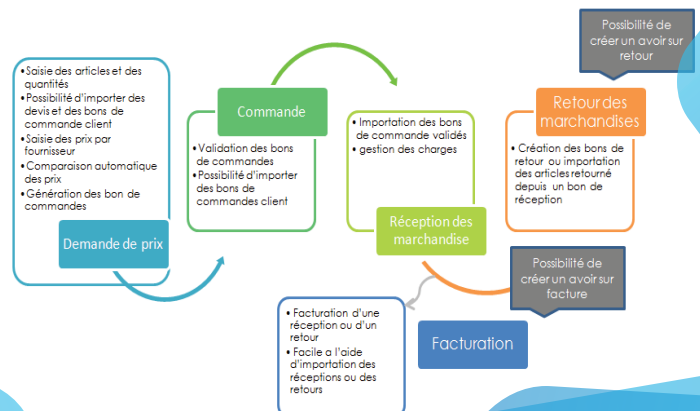 •Saisie des articles et des
quantités
•Possibilité d'importer des
devis et des bons de
commande client
•Saisie des prix par
fournisseur
•Comparaison automatique
des prix
•Génération des bon de
commandes
Demande de prix
Commande
•Validation des bons
de commandes
•Possibilité d'importer
des bons de
commandes client
• Importation des bons
de commande validés
• gestion des charges
Réception des
marchandise
Retour des
marchandises
• Création des bons de
retour ou importation
des articles retourné
depuis un bon de
réception
Possibilité de
créer un avoir sur
retour
Possibilité de
créer un avoir sur
facture
• Facturation d'une
réception ou d'un
retour
• Facile a l'aide
d'importation des
réceptions ou des
retours
Facturation